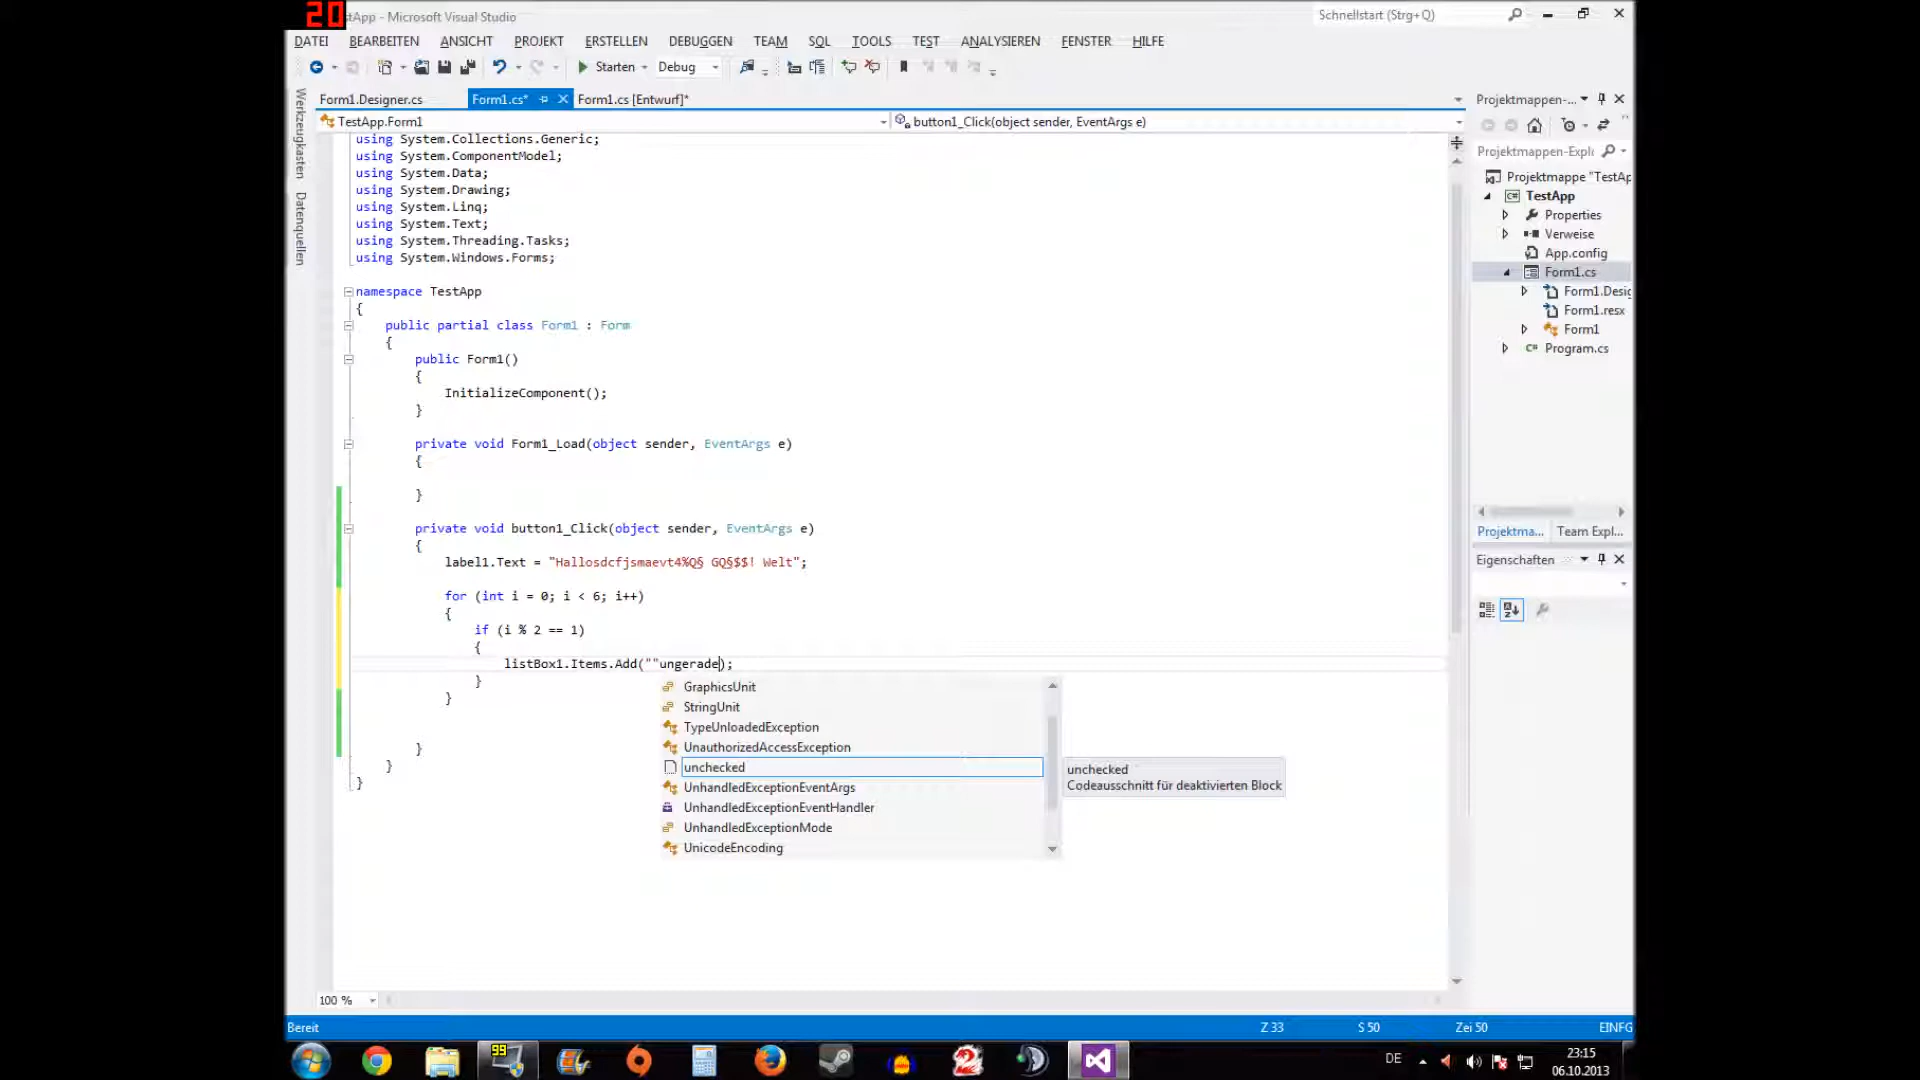 20
stApp - Microsoft Visual Studio
Schnellstart (Strg+Q)
DATEI BEARBEITEN ANSICHT PROJEKT ERSTELLEN DEBUGGEN TEAM SQL TOOLS TEST ANALYSIEREN FENSTER HILFE
Starten Debug
Form1.Designer.cs Form1.cs* Form1.cs [Entwurf]*
TestApp.Form1 button1_Click(object sender, EventArgs e)
Werkzeugkasten
Datenquellen
using System.Collections.Generic;
using System.ComponentModel;
using System.Data;
using System.Drawing;
using System.Linq;
using System.Text;
using System.Threading.Tasks;
using System.Windows.Forms;
namespace TestApp
{
public partial class Form1 : Form
{
public Form1()
{
InitializeComponent();
}
private void Form1_Load(object sender, EventArgs e)
{
}
private void button1_Click(object sender, EventArgs e)
{
label1.Text = "Hallosdcfjsmaevt4%Q§ GQ§$$! Welt";
for (int i = 0; i < 6; i++)
{
if (i % 2 == 1)
{
listBox1.Items.Add(""ungerade);
}
}
}
}
}
GraphicsUnit
StringUnit
TypeUnloadedException
UnauthorizedAccessException
unchecked
UnhandledExceptionEventArgs
UnhandledExceptionEventHandler
UnhandledExceptionMode
UnicodeEncoding
unchecked
Codeausschnitt für deaktivierten Block
Projektmappen-...
Projektmappen-Explo
Projektmappe "TestAp
TestApp
Properties
Verweise
App.config
Form1.cs
Form1.Desig
Form1.resx
Form1
Program.cs
Projektma... Team Expl...
Eigenschaften
100 %
Bereit Z 33 S 50 Zei 50 EINFG
99
DE
23:15
06.10.2013